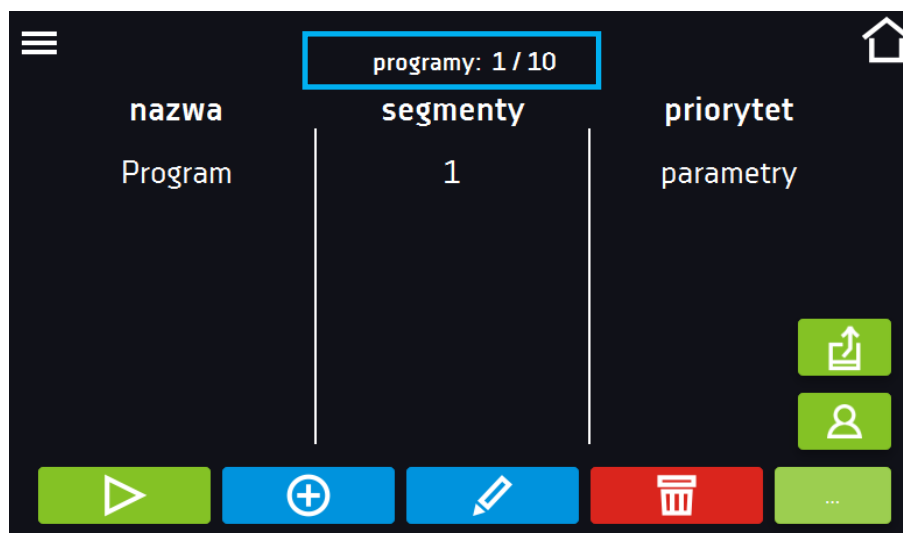 programy: 1 / 10
nazwa segmenty priorytet
Program 1 parametry
...